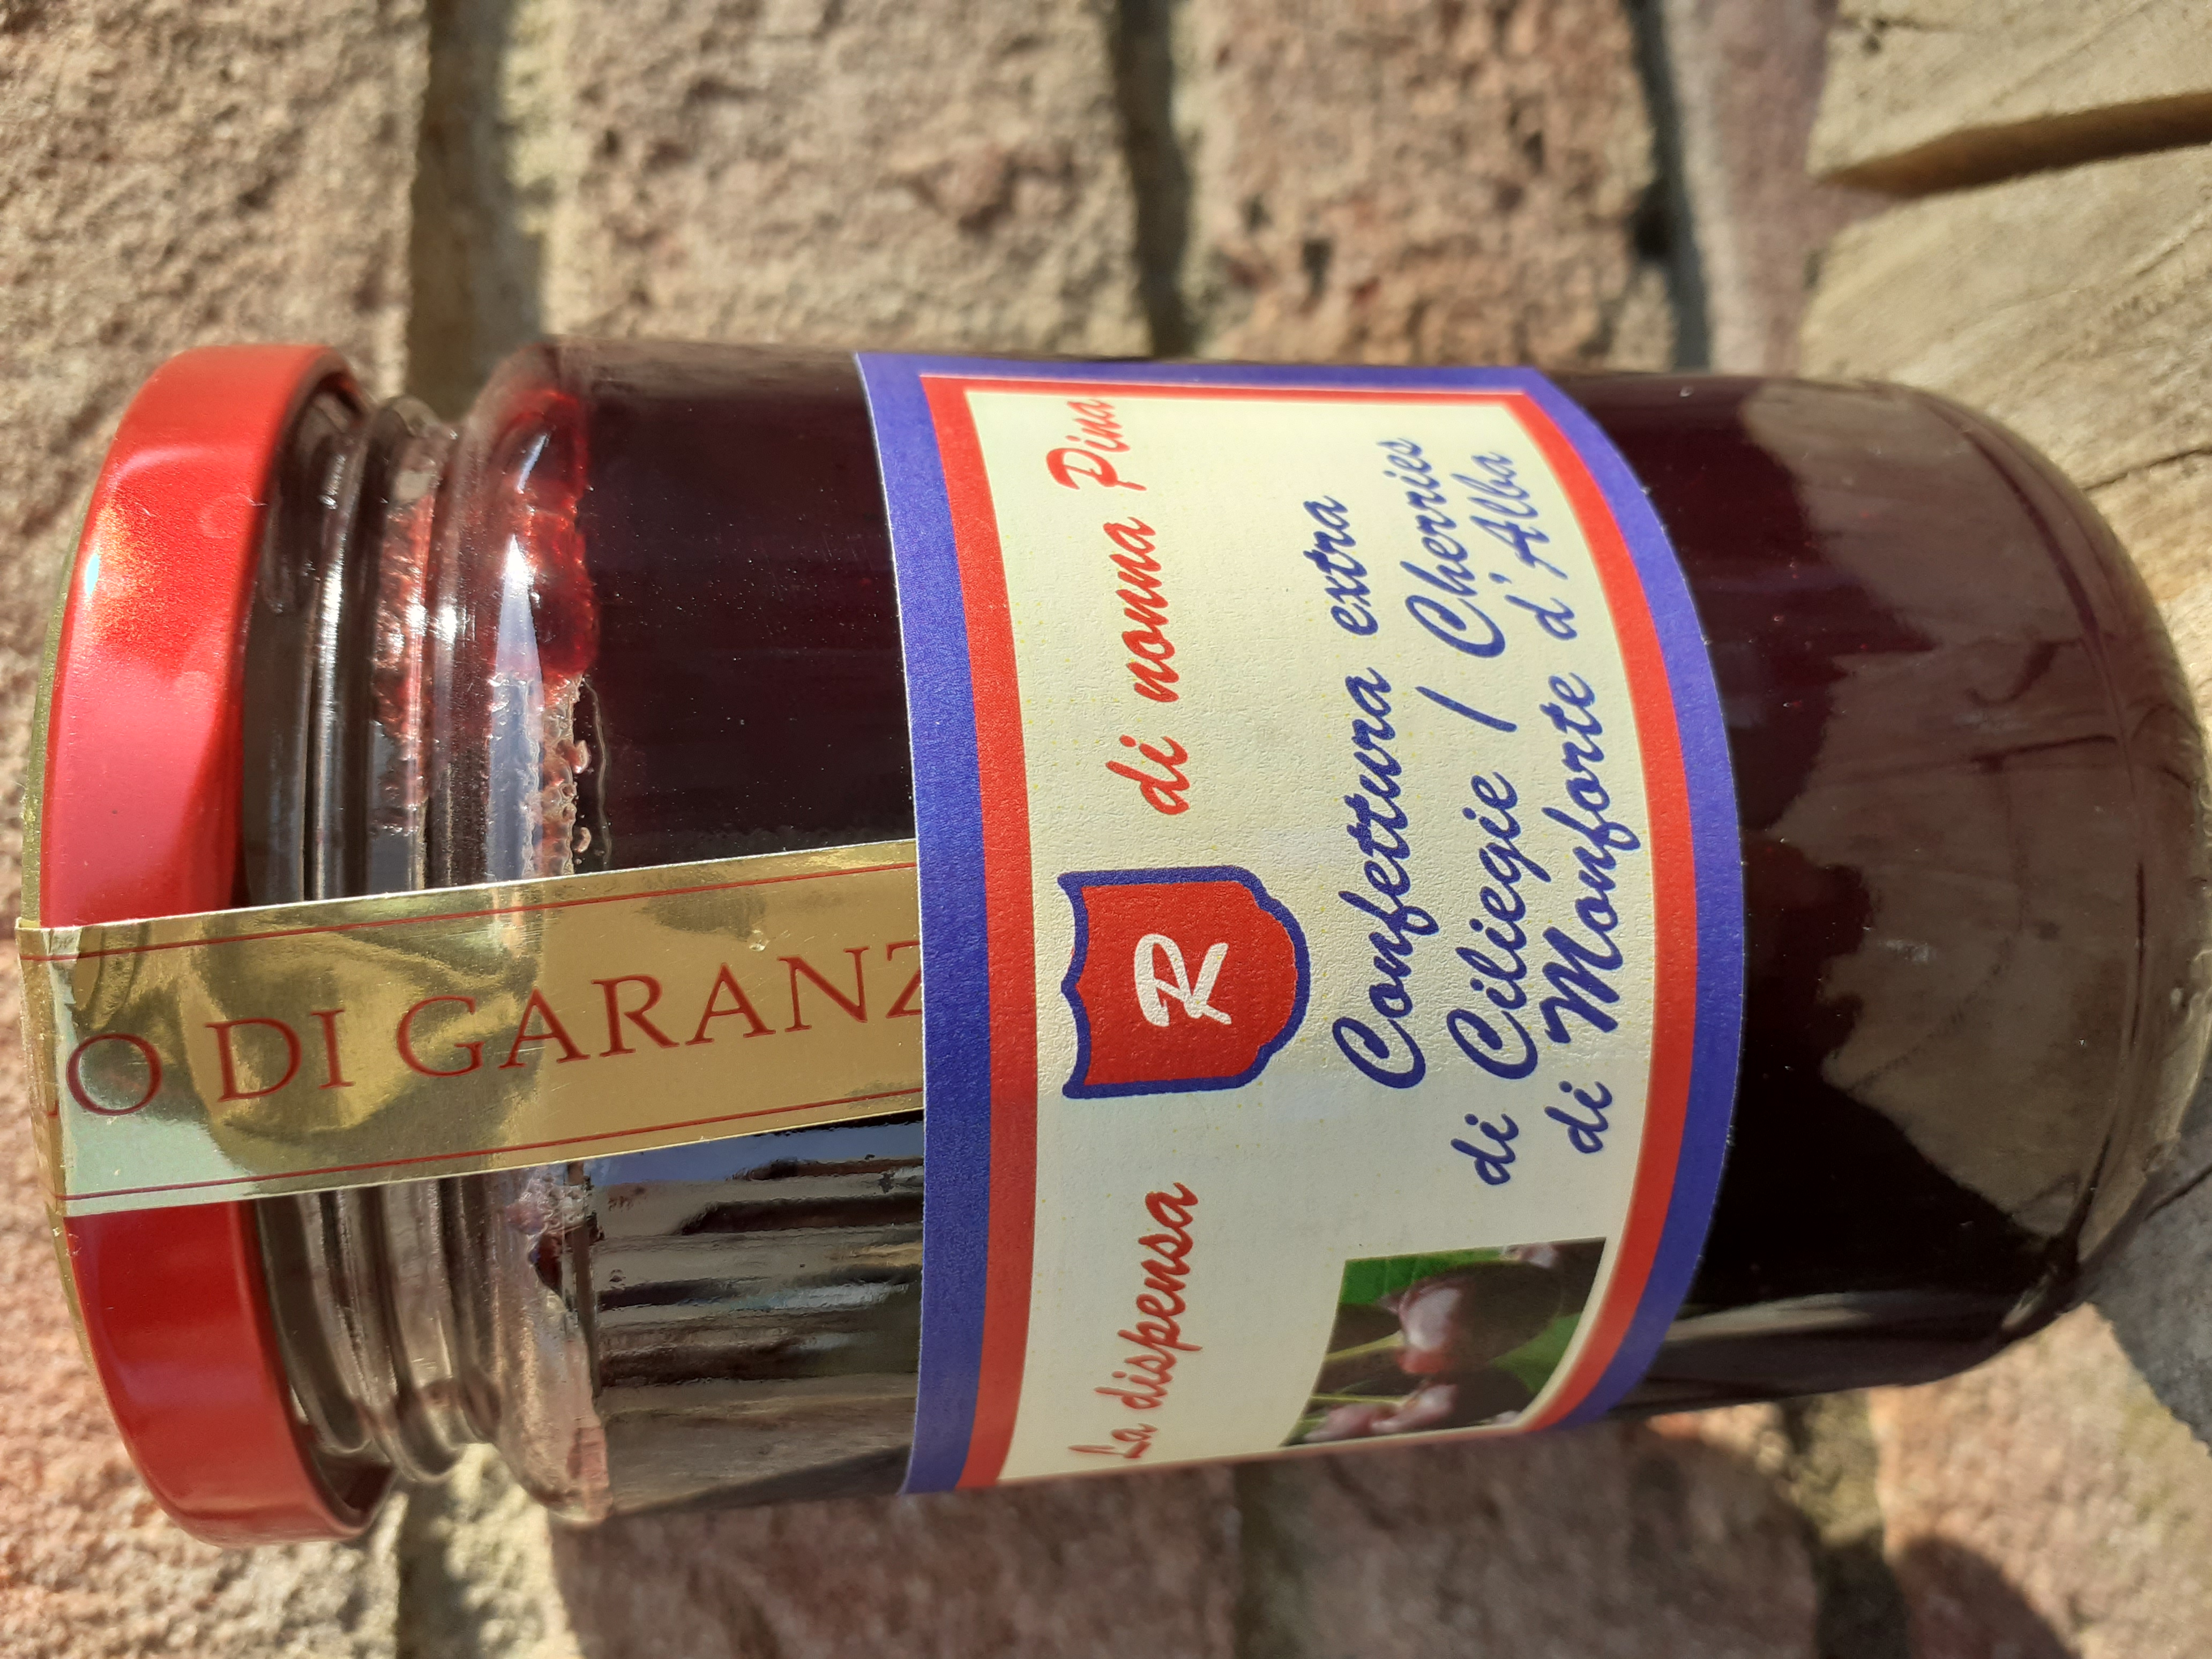 O DI GARANZ
La dispensa R di nonna Pina
Confettura extra
di Ciliegie / Cherries
di Monforte d'Alba